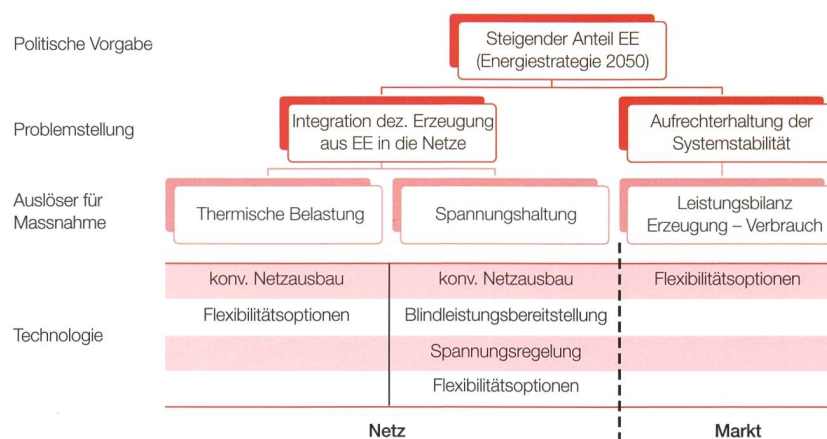 Politische Vorgabe
Steigender Anteil EE
(Energiestrategie 2050)
Problemstellung
Integration dez. Erzeugung
aus EE in die Netze
Aufrechterhaltung der
Systemstabilität
Auslöser für
Massnahme
Thermische Belastung
Spannungshaltung
Leistungsbilanz
Erzeugung – Verbrauch
Technologie
konv. Netzausbau
konv. Netzausbau
Flexibilitätsoptionen
Flexibilitätsoptionen
Blindleistungsbereitstellung
Spannungsregelung
Flexibilitätsoptionen
Netz
Markt